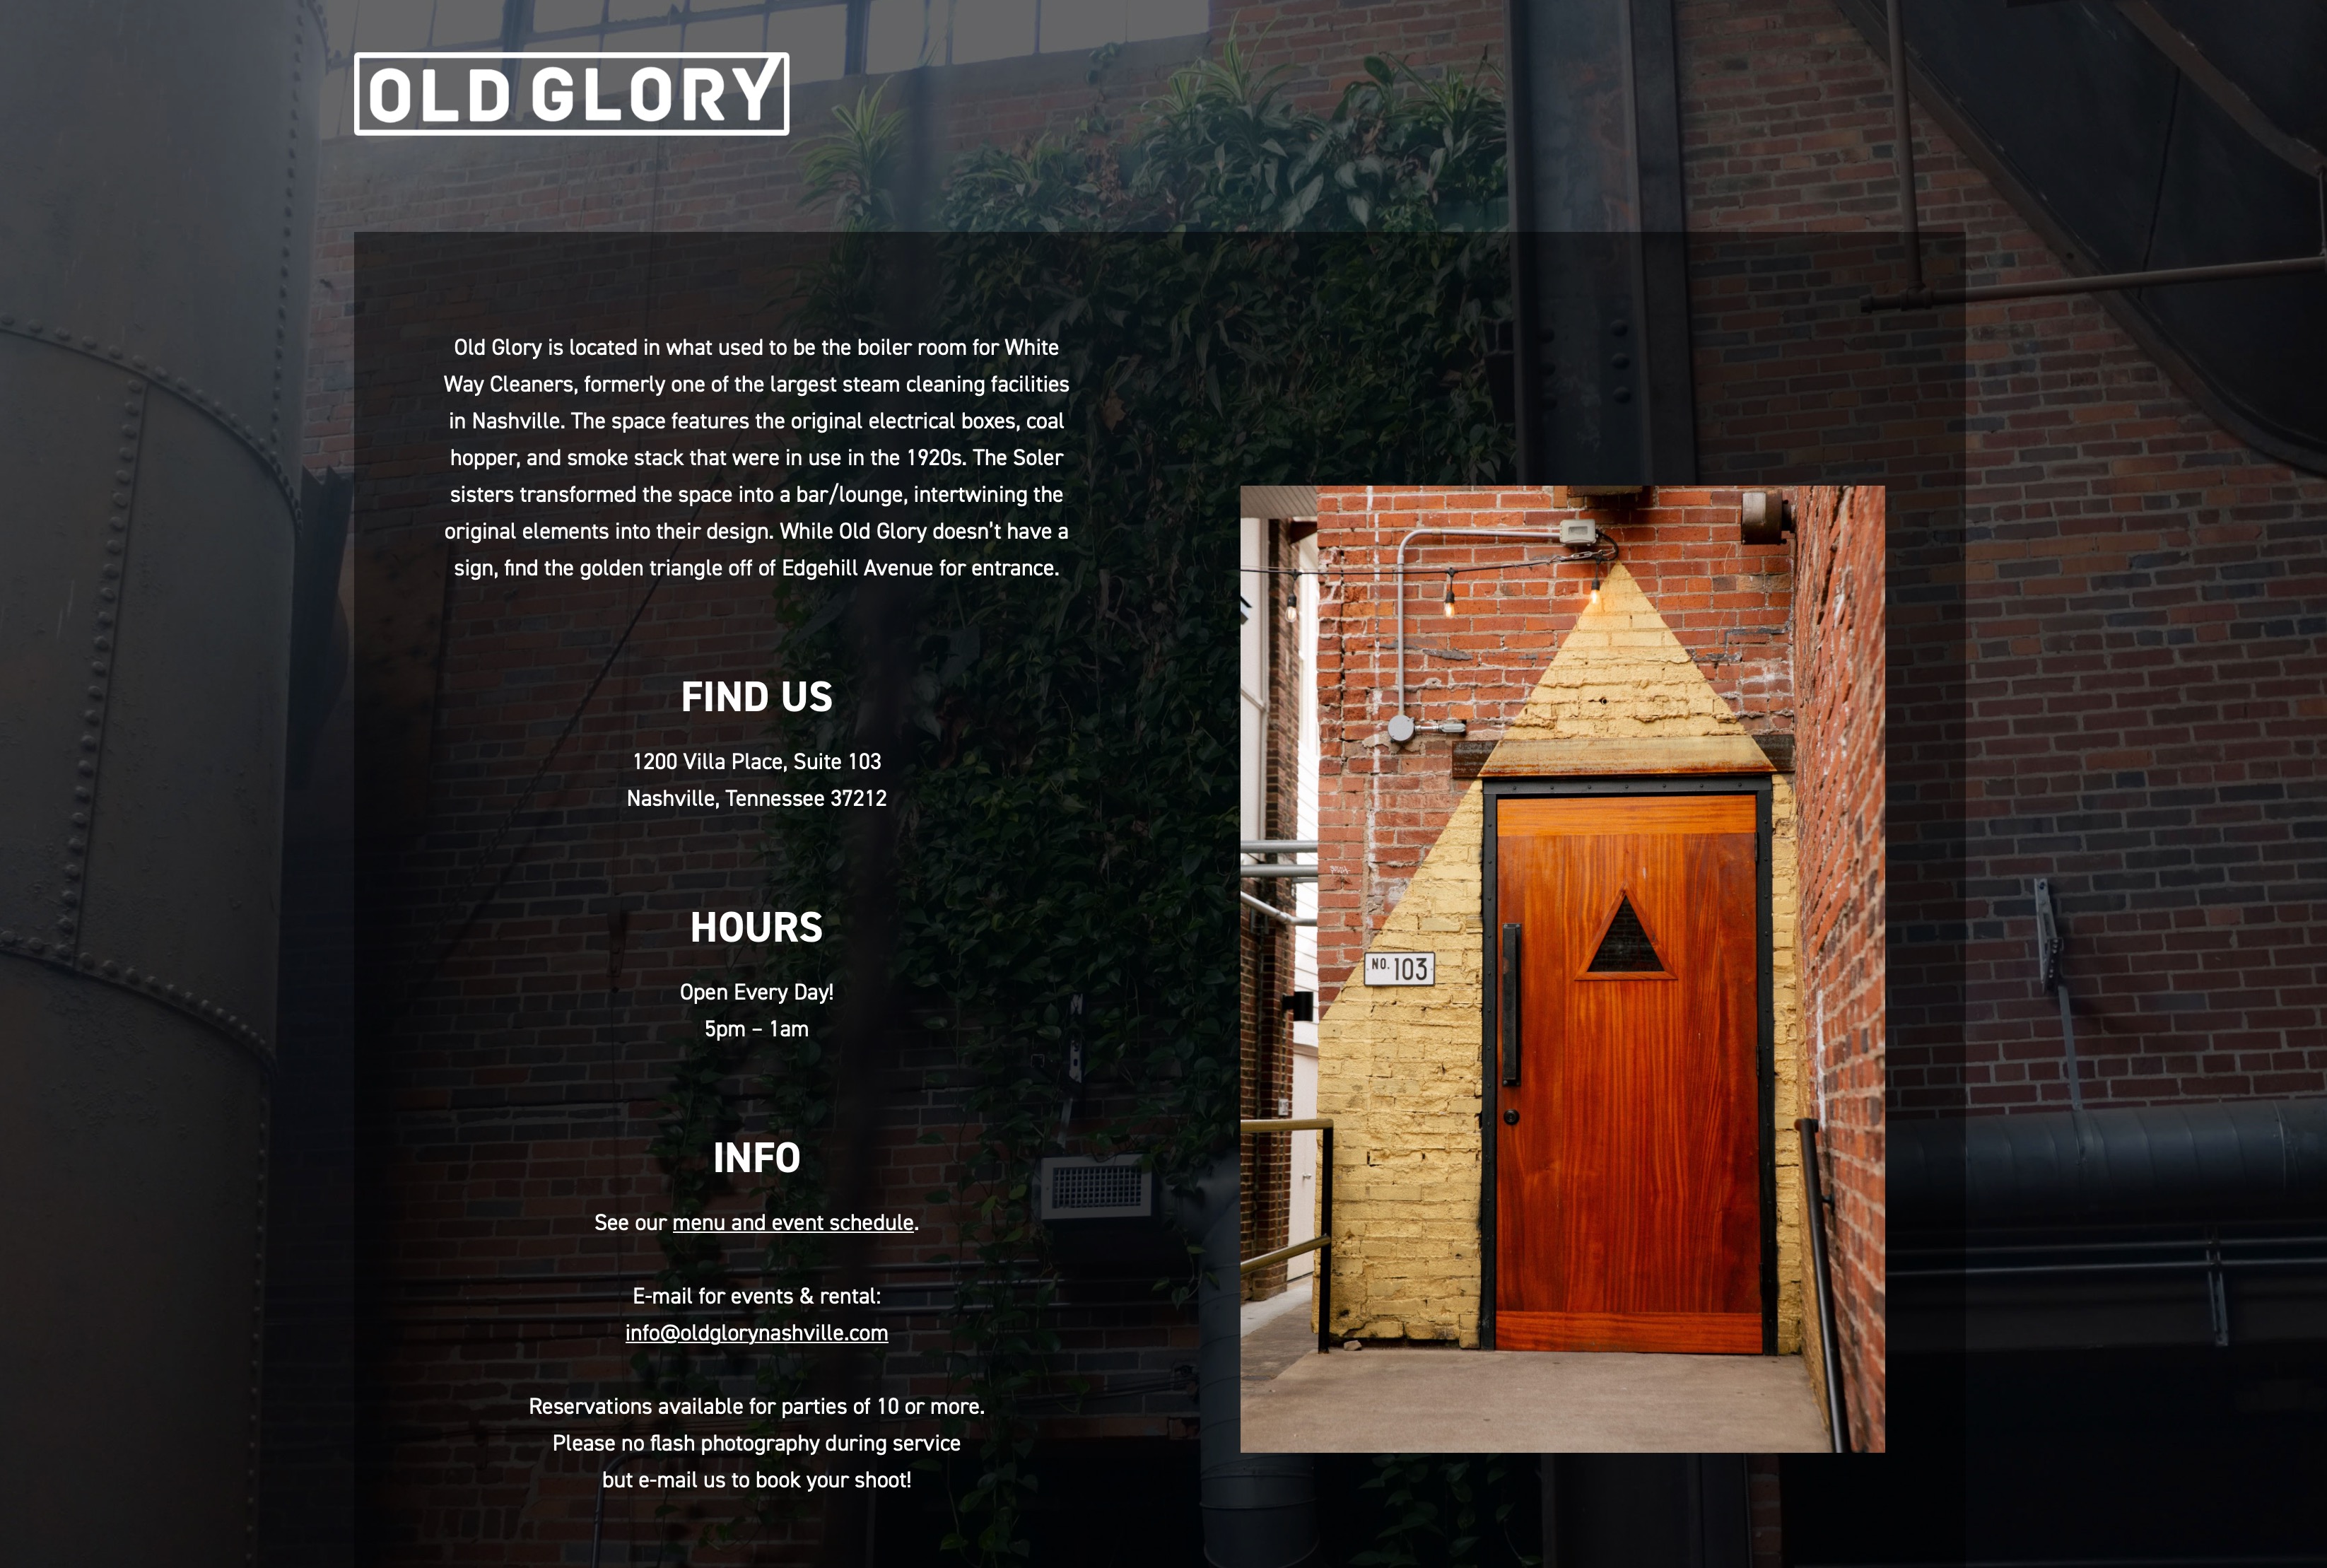 OLD GLORY
Old Glory is located in what used to be the boiler room for White
Way Cleaners, formerly one of the largest steam cleaning facilities
in Nashville. The space features the original electrical boxes, coal
hopper, and smoke stack that were in use in the 1920s. The Soler
sisters transformed the space into a bar/lounge, intertwining the
original elements into their design. While Old Glory doesn't have a
sign, find the golden triangle off of Edgehill Avenue for entrance.
FIND US
1200 Villa Place, Suite 103
Nashville, Tennessee 37212
HOURS
Open Every Day!
5pm – 1am
INFO
See our menu and event schedule.
E-mail for events & rental:
info@oldglorynashville.com
Reservations available for parties of 10 or more.
Please no flash photography during service
but e-mail us to book your shoot!
NO. 103